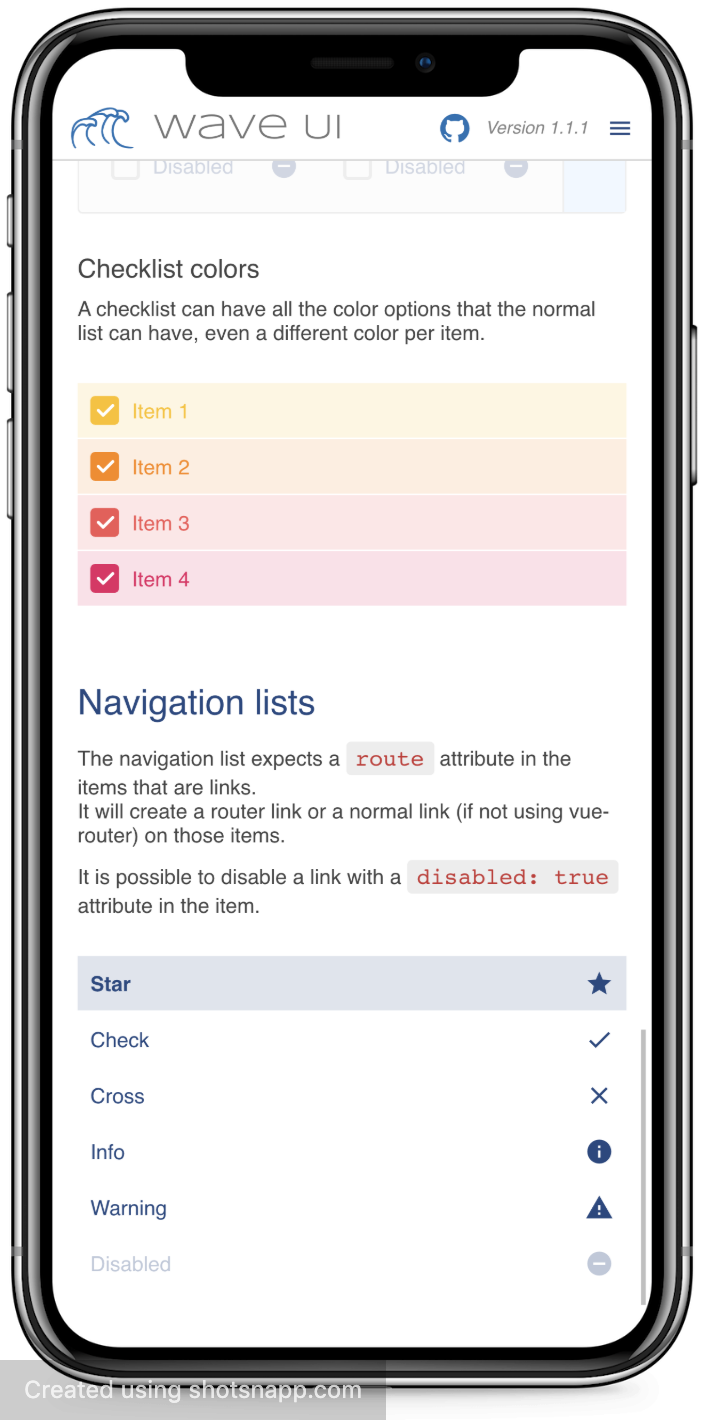 wave ui
Version 1.1.1
Disabled
Disabled
Checklist colors
A checklist can have all the color options that the normal
list can have, even a different color per item.
Item 1
Item 2
Item 3
Item 4
Navigation lists
The navigation list expects a route attribute in the
items that are links.
It will create a router link or a normal link (if not using vue-
router) on those items.
It is possible to disable a link with a disabled: true
attribute in the item.
Star
Check
Cross
Info
Warning
Disabled
Created using shotsnapp.com